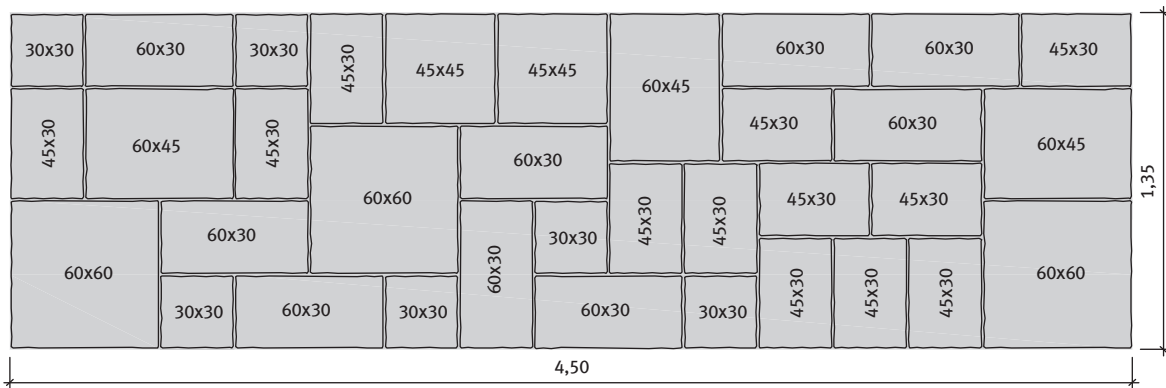 30x30 60x30 30x30 45x30 45x45 45x45 60x45 60x30 60x30 45x30
45x30 60x45 45x30 45x30 60x30 60x45
60x60 60x30 45x30 45x30 45x30 45x30 1,35
60x60 60x30 60x30 30x30 60x60
30x30 60x30 30x30 60x30 30x30 45x30 45x30 45x30
4,50